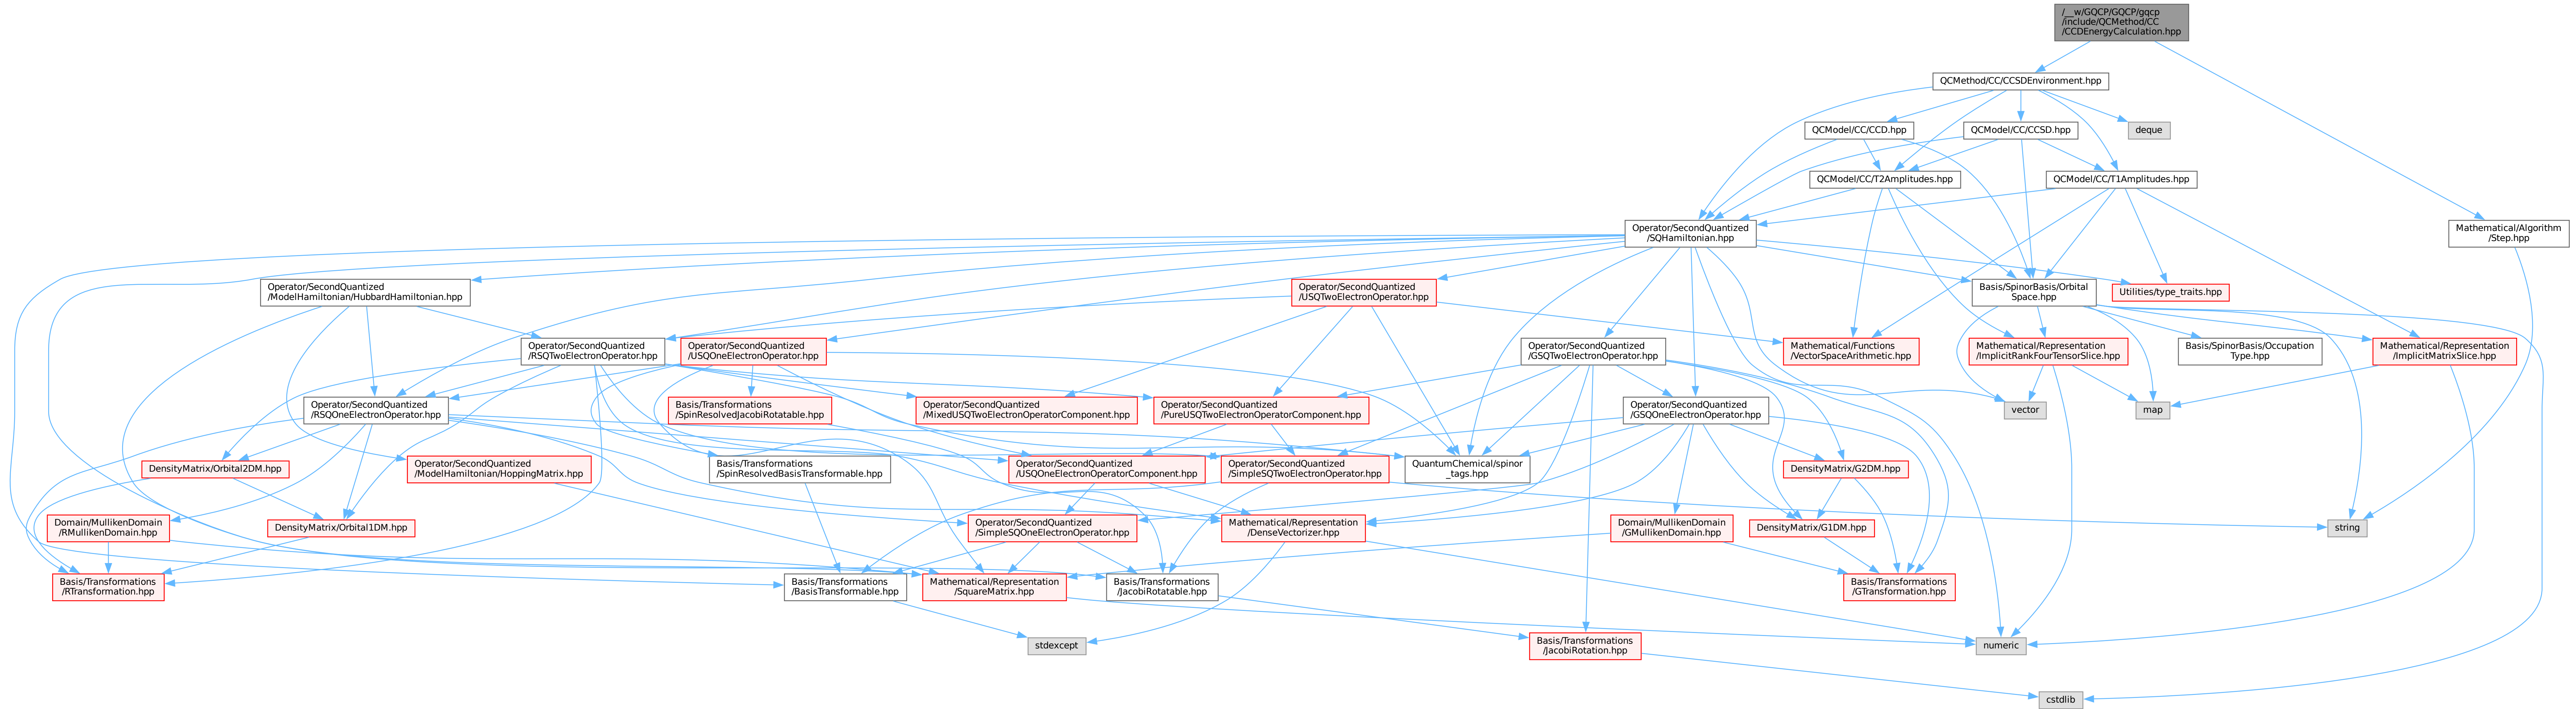 /__w/GQCP/GQCP/gqcp
/include/QCMethod/CC
/CCDEnergyCalculation.hpp
QCMethod/CC/CCSDEnvironment.hpp
QCModel/CC/CCD.hpp
QCModel/CC/CCSD.hpp
deque
QCModel/CC/T2Amplitudes.hpp
QCModel/CC/T1Amplitudes.hpp
Operator/SecondQuantized
/SQHamiltonian.hpp
Mathematical/Algorithm
/Step.hpp
Operator/SecondQuantized
/ModelHamiltonian/HubbardHamiltonian.hpp
Operator/SecondQuantized
/USQTwoElectronOperator.hpp
Basis/SpinorBasis/Orbital
Space.hpp
Utilities/type_traits.hpp
Operator/SecondQuantized
/RSQTwoElectronOperator.hpp
Operator/SecondQuantized
/USQOneElectronOperator.hpp
Operator/SecondQuantized
/GSQTwoElectronOperator.hpp
Mathematical/Functions
/VectorSpaceArithmetic.hpp
Mathematical/Representation
/ImplicitRankFourTensorSlice.hpp
Basis/SpinorBasis/Occupation
Type.hpp
Mathematical/Representation
/ImplicitMatrixSlice.hpp
Operator/SecondQuantized
/RSQOneElectronOperator.hpp
Basis/Transformations
/SpinResolvedJacobiRotatable.hpp
Operator/SecondQuantized
/MixedUSQTwoElectronOperatorComponent.hpp
Operator/SecondQuantized
/PureUSQTwoElectronOperatorComponent.hpp
Operator/SecondQuantized
/GSQOneElectronOperator.hpp
vector
map
DensityMatrix/Orbital2DM.hpp
Operator/SecondQuantized
/ModelHamiltonian/HoppingMatrix.hpp
Basis/Transformations
/SpinResolvedBasisTransformable.hpp
Operator/SecondQuantized
/USQOneElectronOperatorComponent.hpp
Operator/SecondQuantized
/SimpleSQTwoElectronOperator.hpp
QuantumChemical/spinor
_tags.hpp
DensityMatrix/G2DM.hpp
Domain/MullikenDomain
/RMullikenDomain.hpp
DensityMatrix/Orbital1DM.hpp
Operator/SecondQuantized
/SimpleSQOneElectronOperator.hpp
Mathematical/Representation
/DenseVectorizer.hpp
Domain/MullikenDomain
/GMullikenDomain.hpp
DensityMatrix/G1DM.hpp
string
Basis/Transformations
/RTransformation.hpp
Basis/Transformations
/BasisTransformable.hpp
Mathematical/Representation
/SquareMatrix.hpp
Basis/Transformations
/JacobiRotatable.hpp
Basis/Transformations
/GTransformation.hpp
stdexcept
Basis/Transformations
/JacobiRotation.hpp
numeric
cstdlib